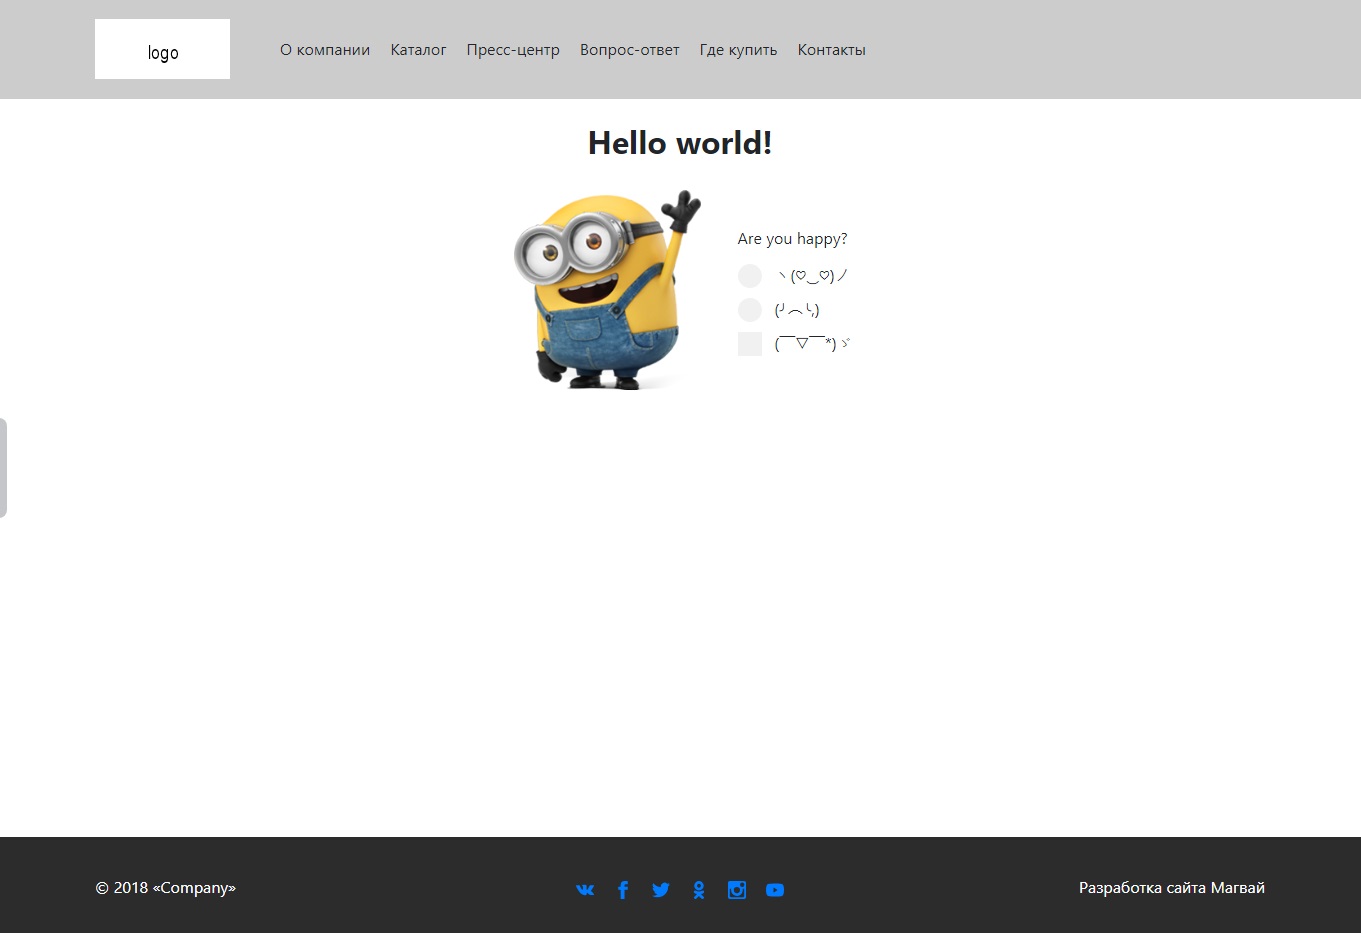 logo
О компании Каталог Пресс-центр Вопрос-ответ Где купить Контакты
Hello world!
Are you happy?
ヽ(♡‿♡)ノ
(╯︵╰,)
(￣▽￣*)ゞ
© 2018 «Company»
Разработка сайта Магвай